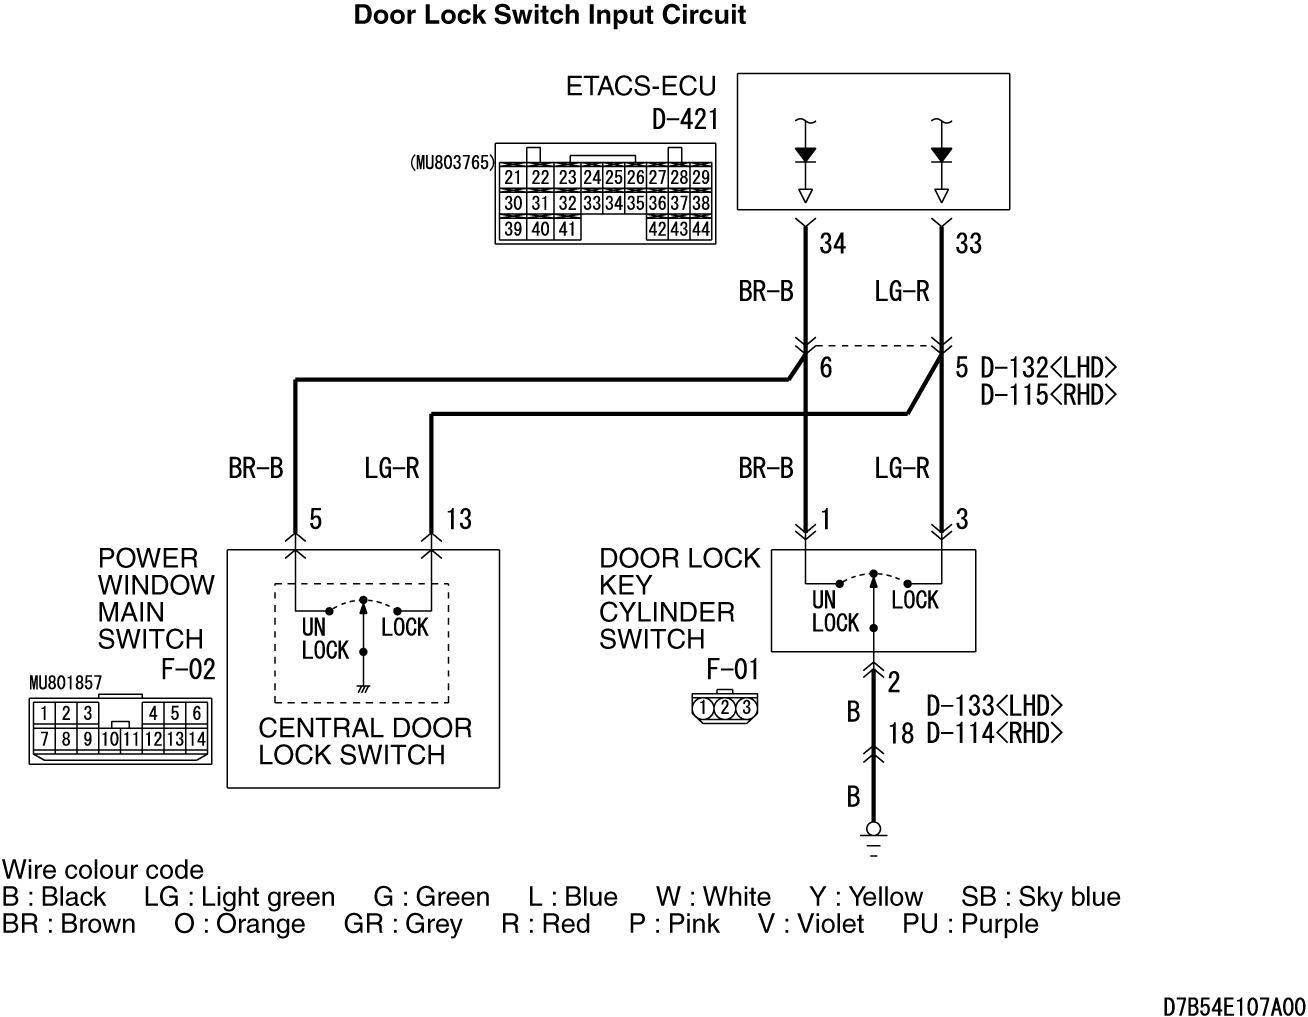 Door Lock Switch Input Circuit
ETACS-ECU
D-421
(MU803765)
21 22 23 24 25 26 27 28 29
30 31 32 33 34 35 36 37 38
39 40 41 42 43 44
34 33
BR-B LG-R
6 5 D-132<LHD>
D-115<RHD>
BR-B LG-R BR-B LG-R
5 13 1 3
POWER
WINDOW
MAIN
SWITCH
F-02
MU801857
1 2 3 4 5 6
7 8 9 10 11 12 13 14
UN
LOCK
LOCK
CENTRAL DOOR
LOCK SWITCH
DOOR LOCK
KEY
CYLINDER
SWITCH
F-01
1 2 3
UN
LOCK
LOCK
2
B D-133<LHD>
18 D-114<RHD>
B
Wire colour code
B : Black LG : Light green G : Green L : Blue W : White Y : Yellow SB : Sky blue
BR : Brown O : Orange GR : Grey R : Red P : Pink V : Violet PU : Purple
D7B54E107A00